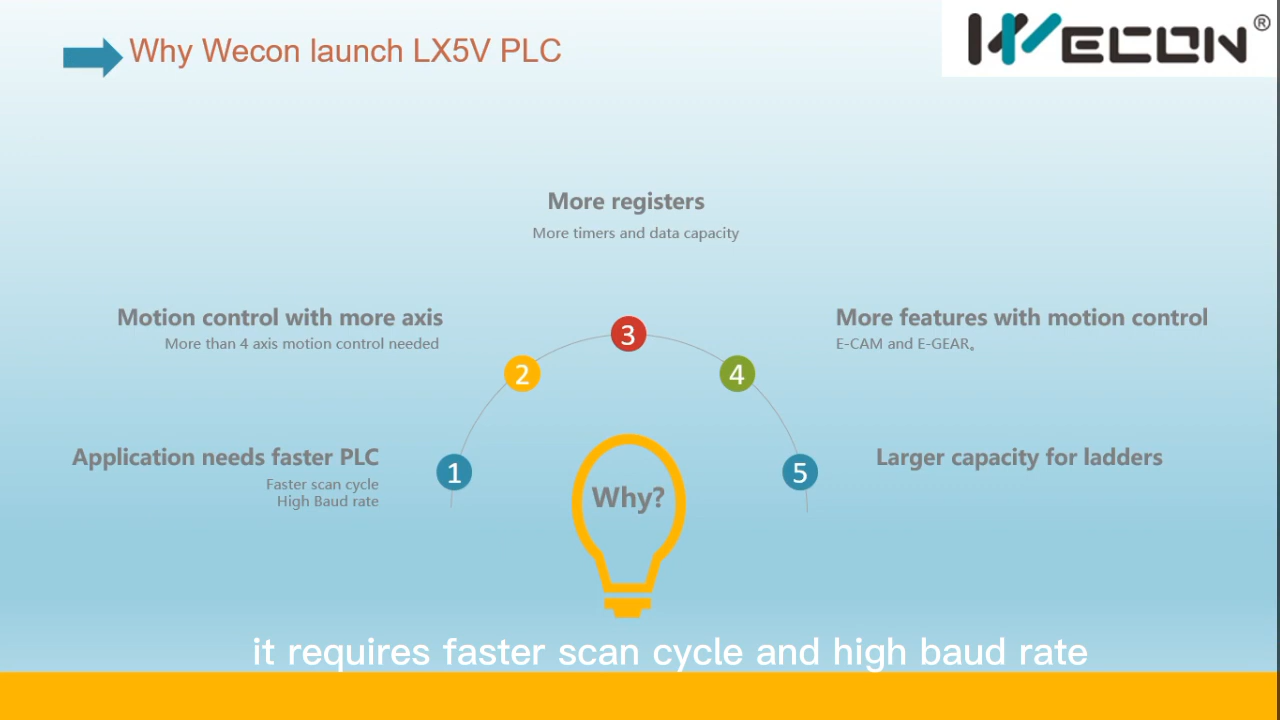 Why Wecon launch LX5V PLC
WECON®
More registers
More timers and data capacity
Motion control with more axis
More than 4 axis motion control needed
More features with motion control
E-CAM and E-GEAR。
3
2
4
Application needs faster PLC
Faster scan cycle
High Baud rate
1
5
Larger capacity for ladders
Why?
it requires faster scan cycle and high baud rate